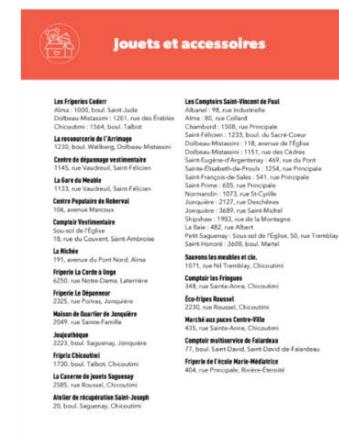 Jouets et accessoires
Les Friperies Coderr
Alma : 1000, boul. Saint-Jude
Dolbeau-Mistassini : 1201, rue des Érables
Chicoutimi : 1564, boul. Talbot
La ressourcerie de l'Arrimage
1230, boul. Wallberg, Dolbeau-Mistassini
Centre de dépannage vestimentaire
1145, rue Vaudreuil, Saint-Félicien
La Gare du Meuble
1133, rue Vaudreuil, Saint-Félicien
Centre Populaire de Roberval
106, avenue Marcoux
Comptoir Vestimentaire
Sous-sol de l'Église
18, rue du Couvent, Saint-Ambroise
La Nichée
191, avenue du Pont Nord, Alma
Friperie La Corde à linge
6250, rue Notre-Dame, Laterrière
Friperie Le Dépanneur
2325, rue Poitras, Jonquière
Maison de Quartier de Jonquière
2049, rue Sainte-Famille
Joujouthèque
2223, boul. Saguenay, Jonquière
Friprix Chicoutimi
1730, boul. Talbot, Chicoutimi
La Caserne de jouets Saguenay
2585, rue Roussel, Chicoutimi
Atelier de récupération Saint-Joseph
20, boul. Saguenay, Chicoutimi
Les Comptoirs Saint-Vincent de Paul
Albanel : 98, rue Industrielle
Alma : 80, rue Collard
Chambord : 1508, rue Principale
Saint-Félicien : 1233, boul. du Sacré-Coeur
Dolbeau-Mistassini : 118, avenue de l'Église
Dolbeau-Mistassini : 1151, rue des Cèdres
Saint-Eugène-d'Argentenay : 469, rue du Pont
Sainte-Élisabeth-de-Proulx : 1254, rue Principale
Saint-François-de-Sales : 541, rue Principale
Saint-Prime : 605, rue Principale
Normandin : 1073, rue St-Cyrille
Jonquière : 2127, rue Deschênes
Jonquière : 3689, rue Saint-Michel
Shipshaw : 1903, rue de la Montagne
La Baie : 482, rue Albert
Petit Saguenay : Sous-sol de l'Église, 50, rue Tremblay
Saint-Honoré : 3600, boul. Martel
Sauvons les meubles et cie.
1071, rue Nil Tremblay, Chicoutimi
Comptoir les Fringues
348, rue Sainte-Anne, Chicoutimi
Éco-fripes Roussel
2230, rue Roussel, Chicoutimi
Marché aux puces Centre-Ville
435, rue Sainte-Anne, Chicoutimi
Comptoir multiservice de Falardeau
77, boul. Saint-David, Saint-David-de-Falardeau
Friperie de l'école Marie-Médiatrice
404, rue Principale, Rivière-Éternité